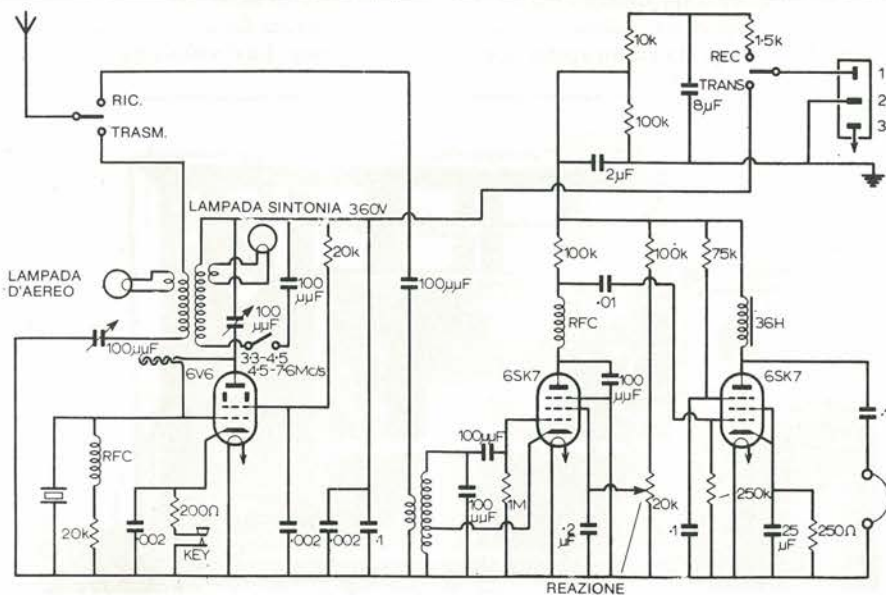 10k
1·5k
REC
1
RIC.
TRANS
2
8µF
TRASM.
100k
3
2µF
LAMPADA SINTONIA 360V
20k
100k
100k
75k
LAMPADA
D'AEREO
100
µµF
100µµF
·01
100
µµF
RFC
36H
100µµF
3·3-4·5
4·5-7·6Mc/s
6V6
6SK7
100
µµF
6SK7
100µµF
RFC
100
µµF
200Ω
1M
20k
250k
20k
·002
KEY
·002
·002
·1
·2
µF
·1
25
µF
250Ω
REAZIONE